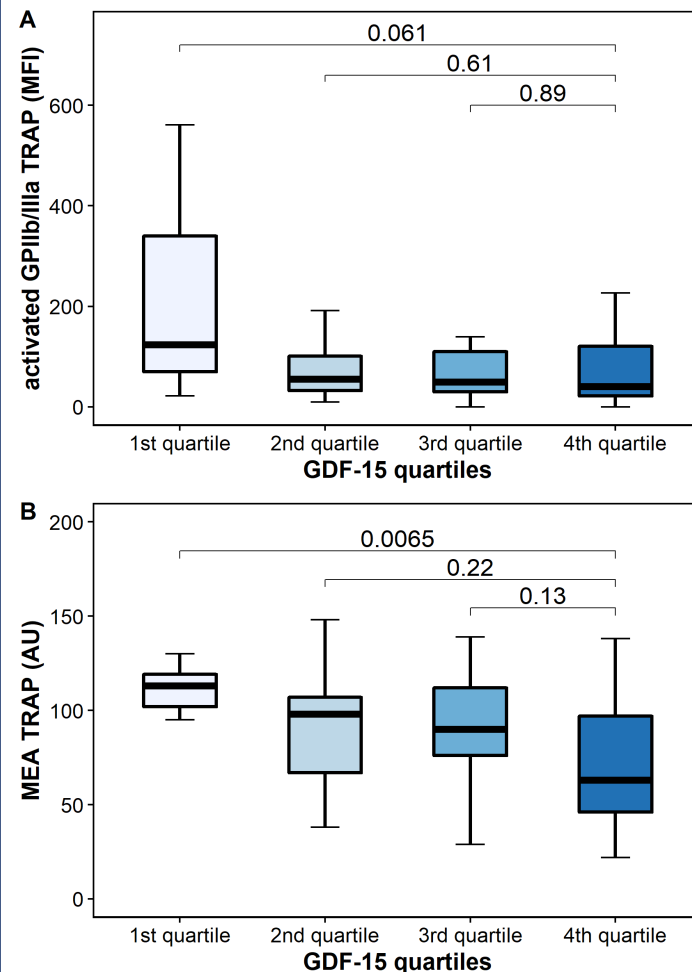 A
activated GPIIb/IIIa TRAP (MFI)
0.061
0.61
0.89
600
400
200
0
1st quartile 2nd quartile 3rd quartile 4th quartile
GDF-15 quartiles
B
MEA TRAP (AU)
200
0.0065
0.22
0.13
150
100
50
0
1st quartile 2nd quartile 3rd quartile 4th quartile
GDF-15 quartiles